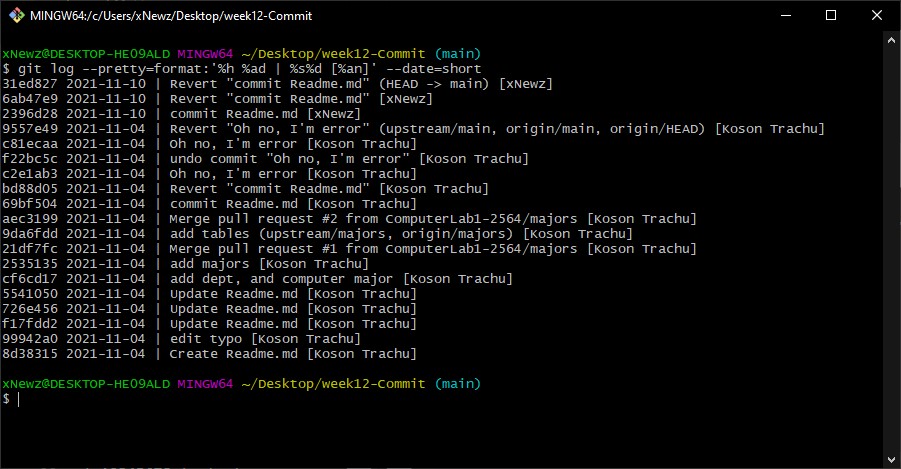 MINGW64:/c/Users/xNewz/Desktop/week12-Commit
xNewz@DESKTOP-HE09ALD MINGW64 ~/Desktop/week12-Commit (main)
$ git log --pretty=format:'%h %ad | %s%d [%an]' --date=short
31ed827 2021-11-10 | Revert "commit Readme.md" (HEAD -> main) [xNewz]
6ab47e9 2021-11-10 | Revert "commit Readme.md" [xNewz]
2396d28 2021-11-10 | commit Readme.md [xNewz]
9557e49 2021-11-04 | Revert "Oh no, I'm error" (upstream/main, origin/main, origin/HEAD) [Koson Trachu]
c81ecaa 2021-11-04 | Oh no, I'm error [Koson Trachu]
f22bc5c 2021-11-04 | undo commit "Oh no, I'm error" [Koson Trachu]
c2e1ab3 2021-11-04 | Oh no, I'm error [Koson Trachu]
bd88d05 2021-11-04 | Revert "commit Readme.md" [Koson Trachu]
69bf504 2021-11-04 | commit Readme.md [Koson Trachu]
aec3199 2021-11-04 | Merge pull request #2 from ComputerLab1-2564/majors [Koson Trachu]
9da6fdd 2021-11-04 | add tables (upstream/majors, origin/majors) [Koson Trachu]
21df7fc 2021-11-04 | Merge pull request #1 from ComputerLab1-2564/majors [Koson Trachu]
2535135 2021-11-04 | add majors [Koson Trachu]
cf6cd17 2021-11-04 | add dept, and computer major [Koson Trachu]
5541050 2021-11-04 | Update Readme.md [Koson Trachu]
726e456 2021-11-04 | Update Readme.md [Koson Trachu]
f17fdd2 2021-11-04 | Update Readme.md [Koson Trachu]
99942a0 2021-11-04 | edit typo [Koson Trachu]
8d38315 2021-11-04 | Create Readme.md [Koson Trachu]
xNewz@DESKTOP-HE09ALD MINGW64 ~/Desktop/week12-Commit (main)
$